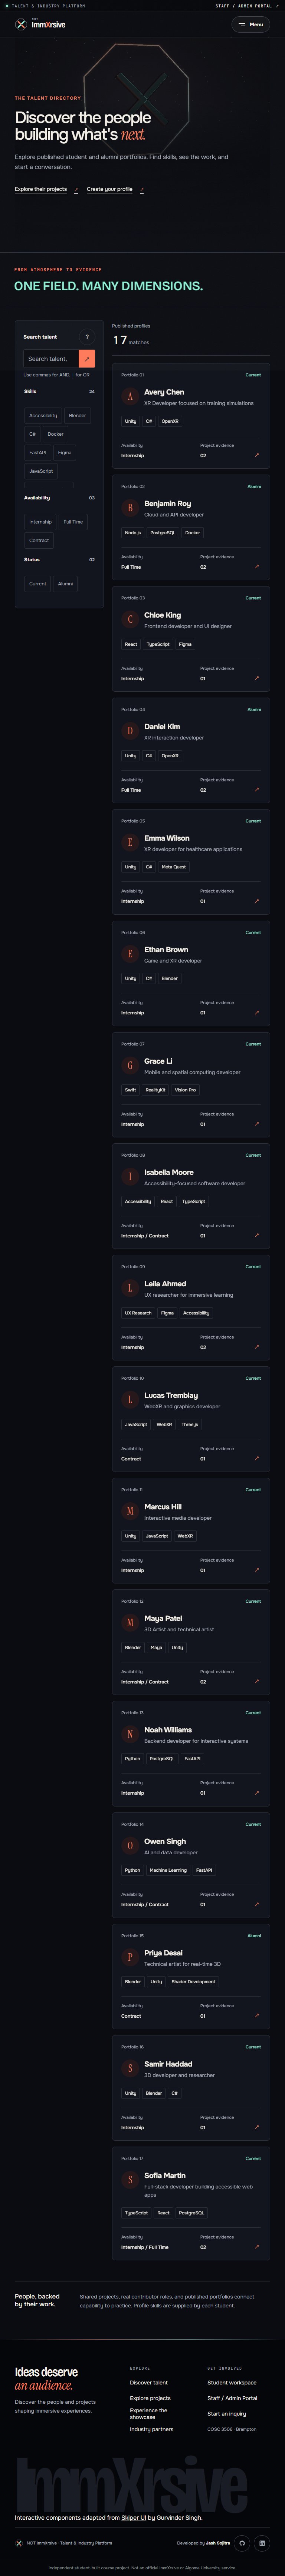 TALENT & INDUSTRY PLATFORM
STAFF / ADMIN PORTAL ↗
NOT
ImmXrsive
Menu
THE TALENT DIRECTORY
Discover the people
building what's next.
Explore published student and alumni portfolios. Find skills, see the work, and
start a conversation.
Explore their projects ↗
Create your profile ↗
FROM ATMOSPHERE TO EVIDENCE
ONE FIELD. MANY DIMENSIONS.
Search talent
?
Search talent,
↗
Use commas for AND, ; for OR
Skills 24
Accessibility
Blender
C#
Docker
FastAPI
Figma
JavaScript
Availability 03
Internship
Full Time
Contract
Status 02
Current
Alumni
Published profiles
17 matches
Portfolio 01 Current
A
Avery Chen
XR Developer focused on training simulations
Unity C# OpenXR
Availability Project evidence
Internship 02 ↗
Portfolio 02 Alumni
B
Benjamin Roy
Cloud and API developer
Node.js PostgreSQL Docker
Availability Project evidence
Full Time 02 ↗
Portfolio 03 Current
C
Chloe King
Frontend developer and UI designer
React TypeScript Figma
Availability Project evidence
Internship 01 ↗
Portfolio 04 Alumni
D
Daniel Kim
XR interaction developer
Unity C# OpenXR
Availability Project evidence
Full Time 02 ↗
Portfolio 05 Current
E
Emma Wilson
XR developer for healthcare applications
Unity C# Meta Quest
Availability Project evidence
Internship 01 ↗
Portfolio 06 Current
E
Ethan Brown
Game and XR developer
Unity C# Blender
Availability Project evidence
Internship 01 ↗
Portfolio 07 Current
G
Grace Li
Mobile and spatial computing developer
Swift RealityKit Vision Pro
Availability Project evidence
Internship 01 ↗
Portfolio 08 Current
I
Isabella Moore
Accessibility-focused software developer
Accessibility React TypeScript
Availability Project evidence
Internship / Contract 01 ↗
Portfolio 09 Current
L
Leila Ahmed
UX researcher for immersive learning
UX Research Figma Accessibility
Availability Project evidence
Internship 02 ↗
Portfolio 10 Current
L
Lucas Tremblay
WebXR and graphics developer
JavaScript WebXR Three.js
Availability Project evidence
Contract 01 ↗
Portfolio 11 Current
M
Marcus Hill
Interactive media developer
Unity JavaScript WebXR
Availability Project evidence
Internship 01 ↗
Portfolio 12 Current
M
Maya Patel
3D Artist and technical artist
Blender Maya Unity
Availability Project evidence
Internship / Contract 02 ↗
Portfolio 13 Current
N
Noah Williams
Backend developer for interactive systems
Python PostgreSQL FastAPI
Availability Project evidence
Internship 01 ↗
Portfolio 14 Current
O
Owen Singh
AI and data developer
Python Machine Learning FastAPI
Availability Project evidence
Internship / Contract 01 ↗
Portfolio 15 Alumni
P
Priya Desai
Technical artist for real-time 3D
Blender Unity Shader Development
Availability Project evidence
Contract 01 ↗
Portfolio 16 Current
S
Samir Haddad
3D developer and researcher
Unity Blender C#
Availability Project evidence
Internship 01 ↗
Portfolio 17 Current
S
Sofia Martin
Full-stack developer building accessible web
apps
TypeScript React PostgreSQL
Availability Project evidence
Internship / Full Time 02 ↗
People, backed
by their work.
Shared projects, real contributor roles, and published portfolios connect
capability to practice. Profile skills are supplied by each student.
Ideas deserve
an audience.
Discover the people and projects
shaping immersive experiences.
EXPLORE
Discover talent
Explore projects
Experience the
showcase
Industry partners
GET INVOLVED
Student workspace
Staff / Admin Portal
Start an inquiry
COSC 3506 · Brampton
ImmXrsive
Interactive components adapted from Skiper UI by Gurvinder Singh.
NOT ImmXrsive · Talent & Industry Platform
Developed by Jash Sojitra
Independent student-built course project. Not an official ImmXrsive or Algoma University service.